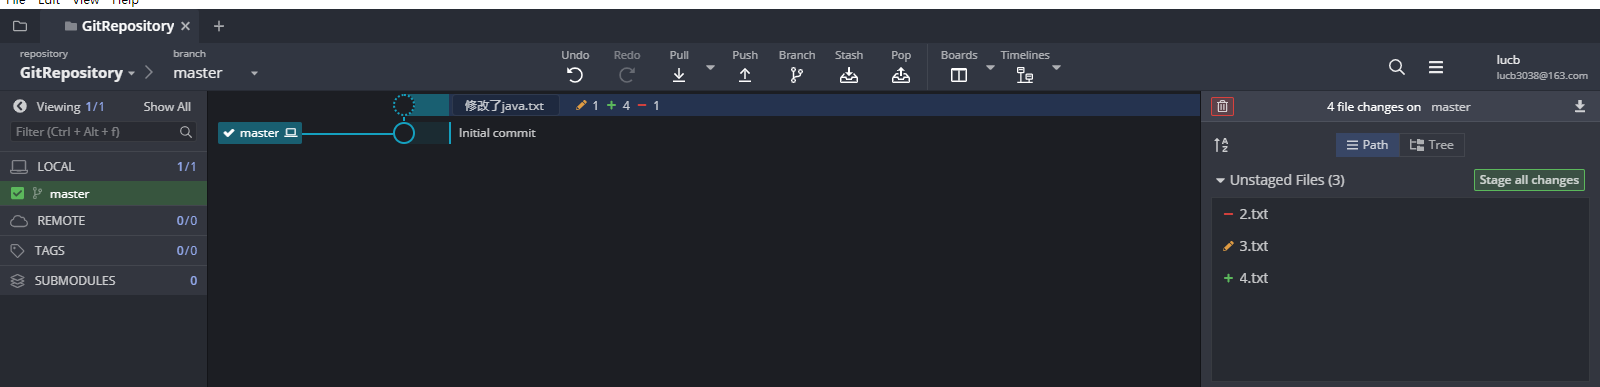 File Edit View Help
GitRepository
repository
GitRepository
branch
master
Undo
Redo
Pull
Push
Branch
Stash
Pop
Boards
Timelines
lucb
lucb3038@163.com
Viewing 1/1 Show All
Filter (Ctrl + Alt + f)
LOCAL 1/1
master
REMOTE 0/0
TAGS 0/0
SUBMODULES 0
修改了java.txt 1 + 4 − 1
master Initial commit
4 file changes on master
Path Tree
Unstaged Files (3) Stage all changes
− 2.txt
3.txt
+ 4.txt